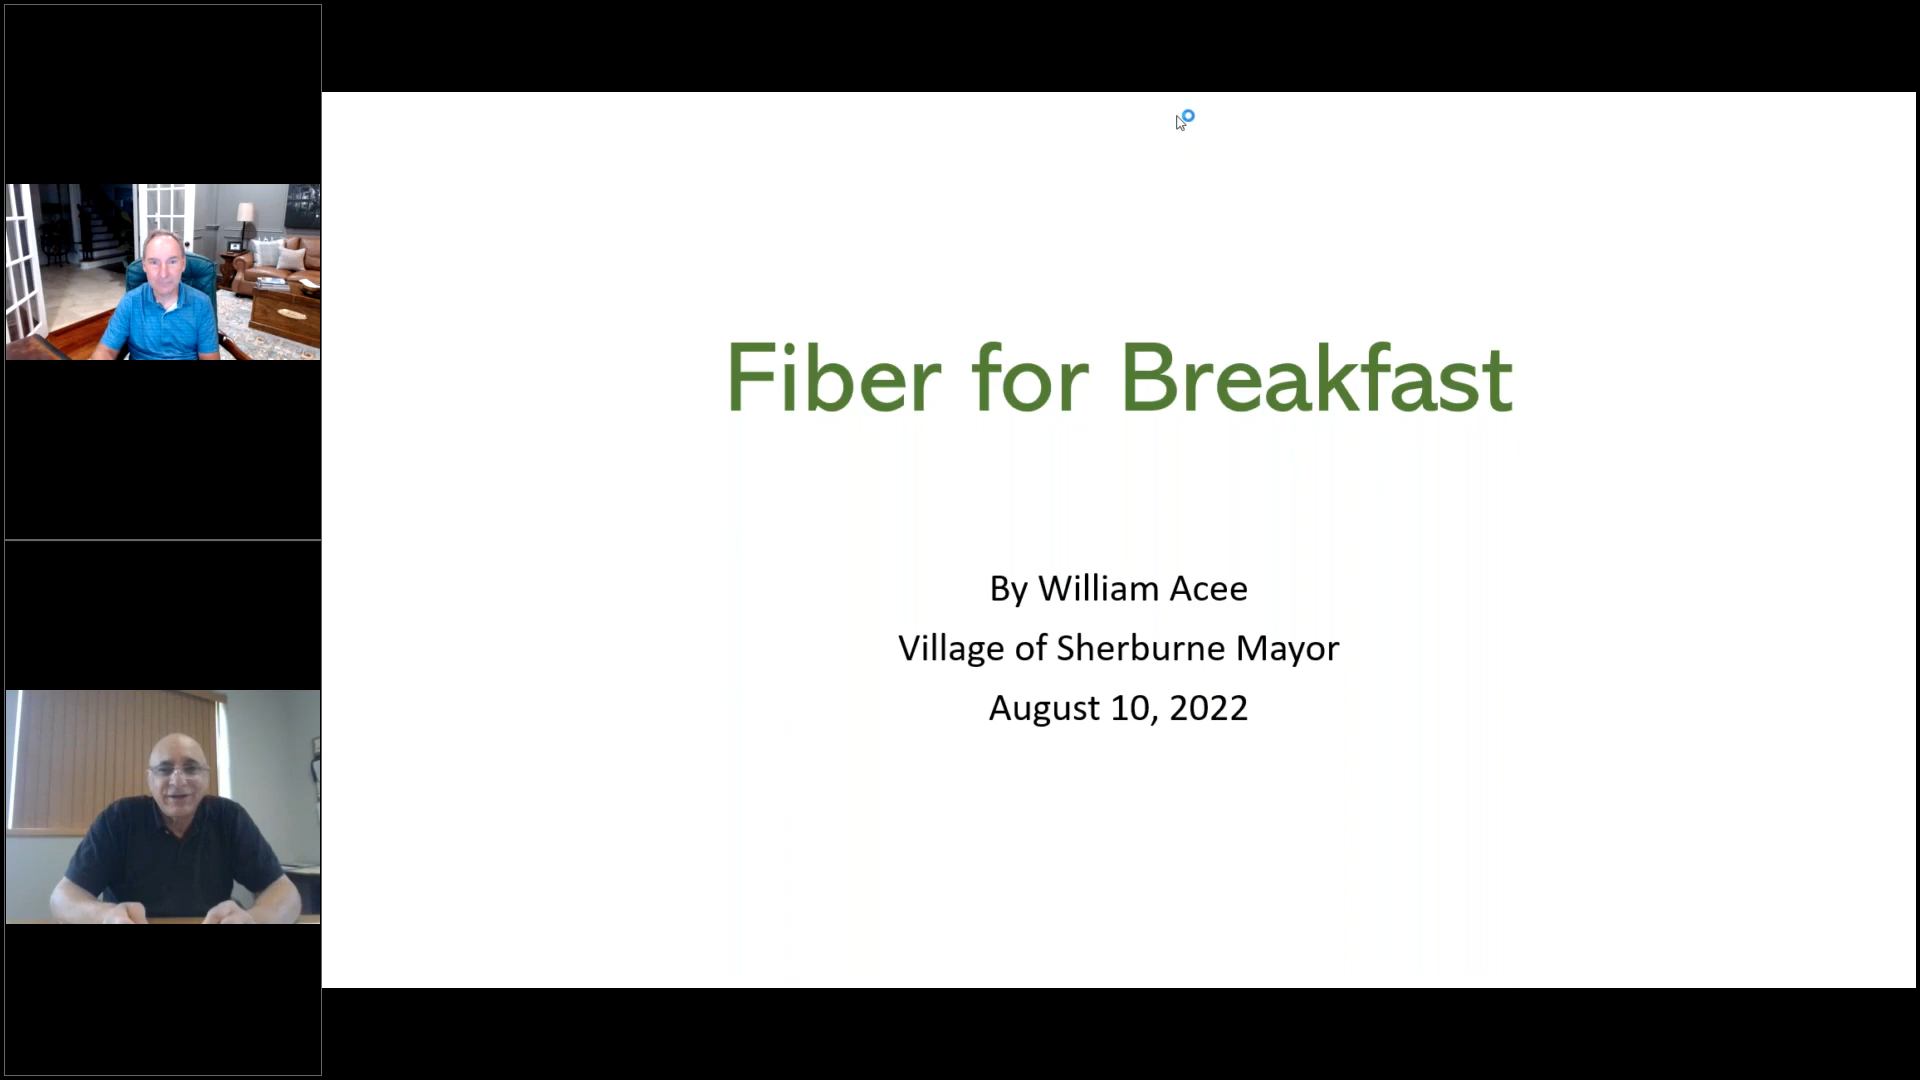 Fiber for Breakfast
By William Acee
Village of Sherburne Mayor
August 10, 2022